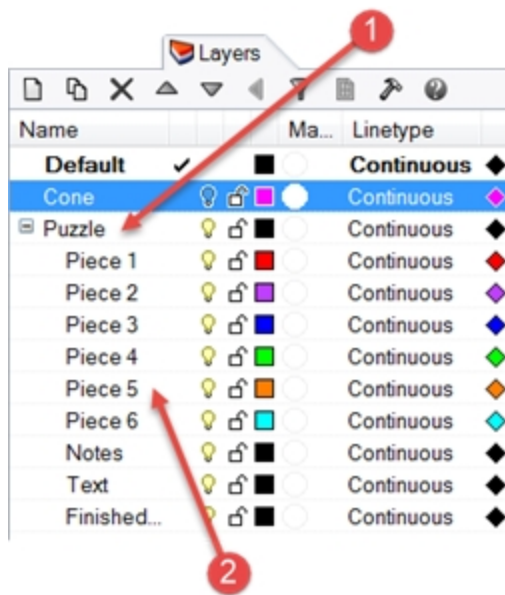 1
Layers
Name Ma... Linetype
Default Continuous
Cone Continuous
Puzzle Continuous
Piece 1 Continuous
Piece 2 Continuous
Piece 3 Continuous
Piece 4 Continuous
Piece 5 Continuous
Piece 6 Continuous
Notes Continuous
Text Continuous
Finished... Continuous
2